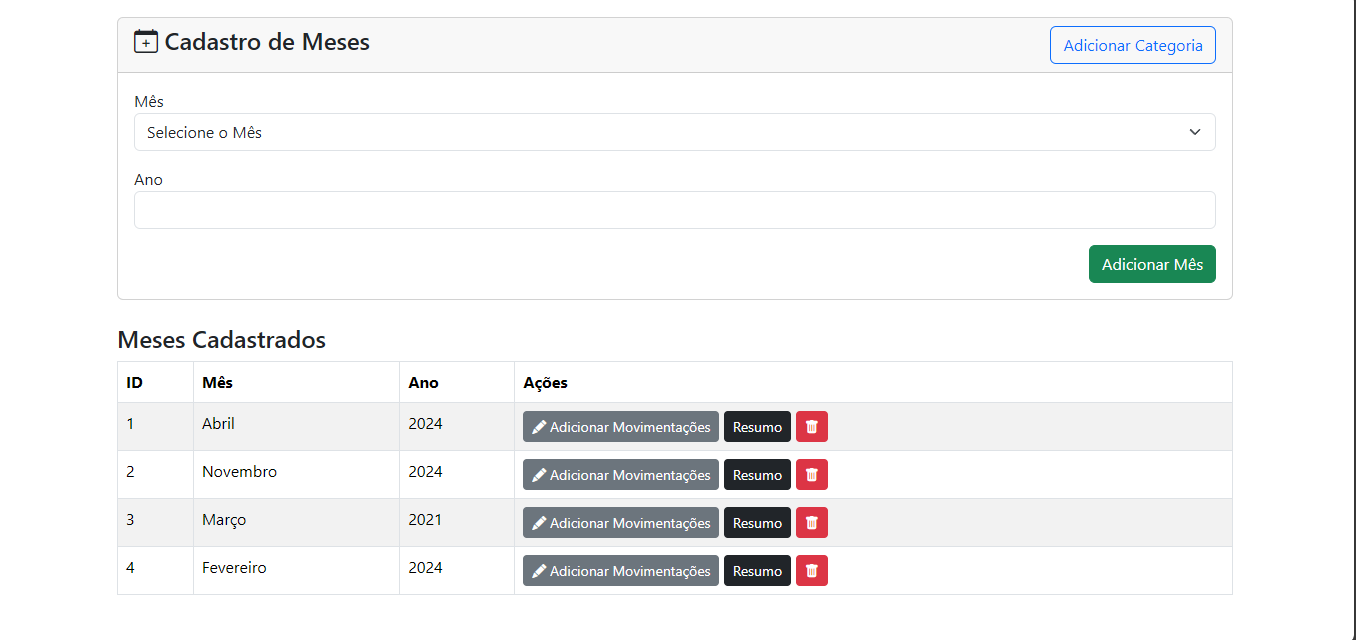 Cadastro de Meses Adicionar Categoria
Mês
Selecione o Mês
Ano
Adicionar Mês
Meses Cadastrados
ID Mês Ano Ações
1 Abril 2024 Adicionar Movimentações Resumo
2 Novembro 2024 Adicionar Movimentações Resumo
3 Março 2021 Adicionar Movimentações Resumo
4 Fevereiro 2024 Adicionar Movimentações Resumo